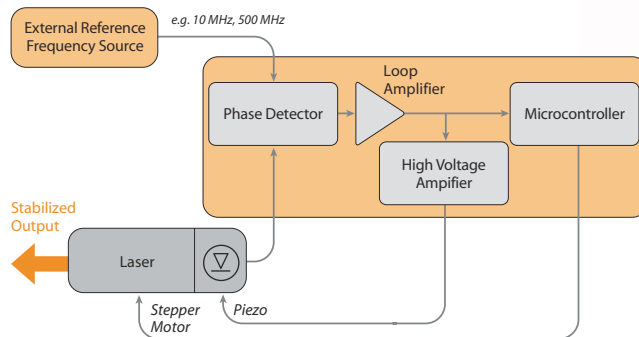 External Reference
Frequency Source
e.g. 10 MHz, 500 MHz
Loop
Amplifier
Phase Detector
Microcontroller
High Voltage
Ampifier
Stabilized
Output
Laser
Stepper
Motor
Piezo